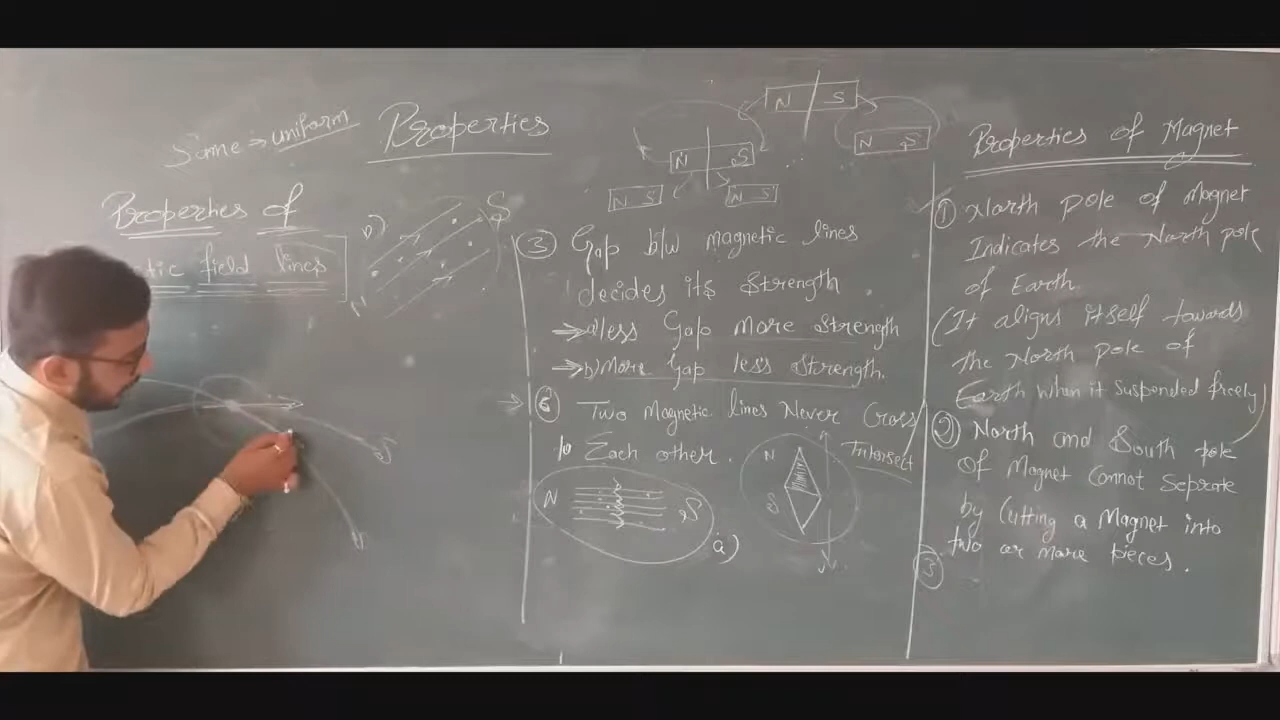 Same → uniform
Properties
Properties of
tic field lines
S
N S
N S
N S
N S
N S
③ Gap b/w magnetic lines
decides its strength
⇒ a) less Gap More strength
⇒ b) More Gap less strength.
→ ⑥ Two Magnetic lines Never Cross/
Intersect
to Each other.
N S
a)
N
S
Properties of Magnet
① North pole of Magnet
Indicates the North pole
of Earth
(It aligns itself towards
the North pole of
Earth when it suspended freely)
② North and South pole
of Magnet Cannot Seprate
by Cutting a Magnet into
two or more pieces.
③